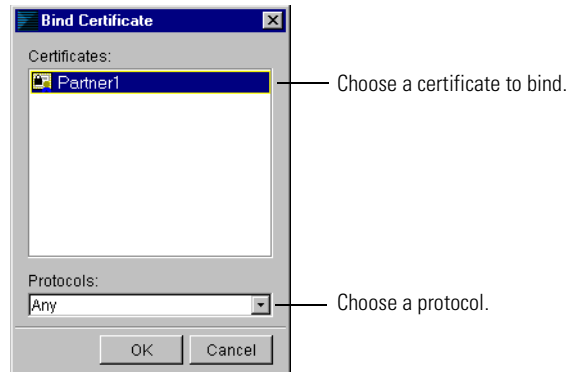 Bind Certificate
Certificates:
Partner1
Choose a certificate to bind.
Protocols:
Any
Choose a protocol.
OK
Cancel